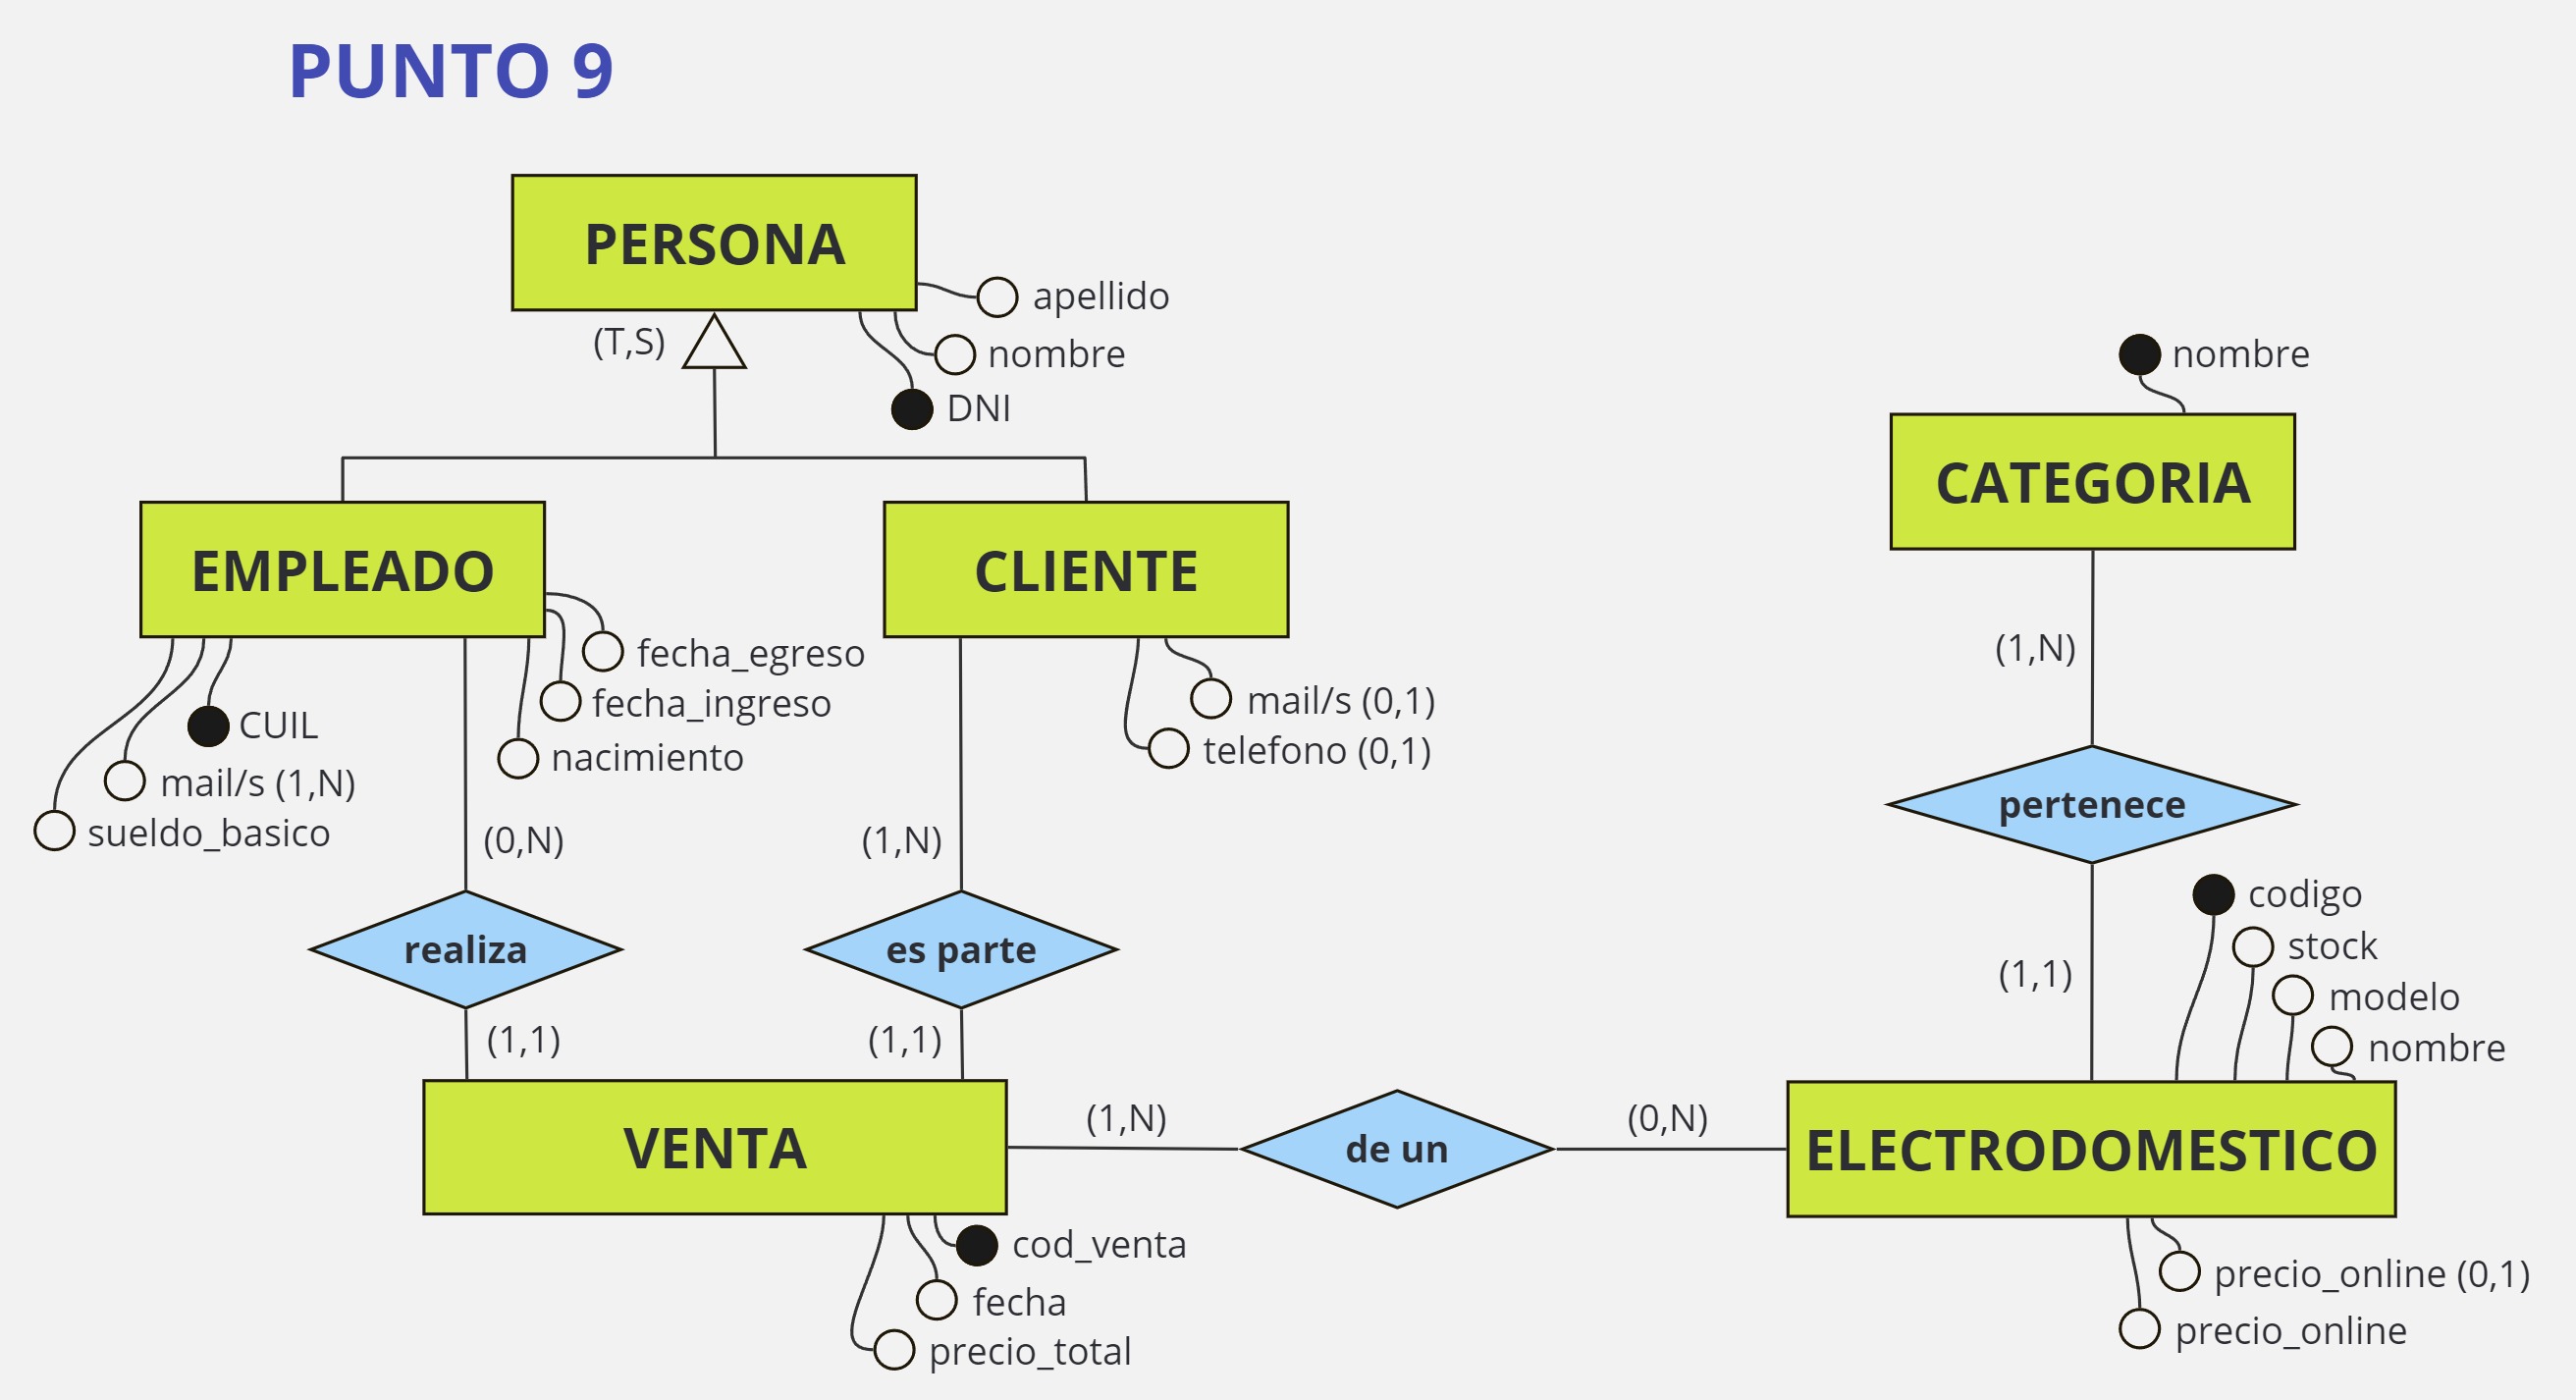 PUNTO 9
PERSONA
apellido
(T,S)
nombre
DNI
nombre
CATEGORIA
EMPLEADO
CLIENTE
fecha_egreso
fecha_ingreso
nacimiento
CUIL
mail/s (1,N)
sueldo_basico
mail/s (0,1)
telefono (0,1)
(1,N)
pertenece
(0,N)
(1,N)
codigo
stock
modelo
nombre
(1,1)
realiza
es parte
(1,1)
(1,1)
VENTA
(1,N)
de un
(0,N)
ELECTRODOMESTICO
cod_venta
fecha
precio_total
precio_online (0,1)
precio_online